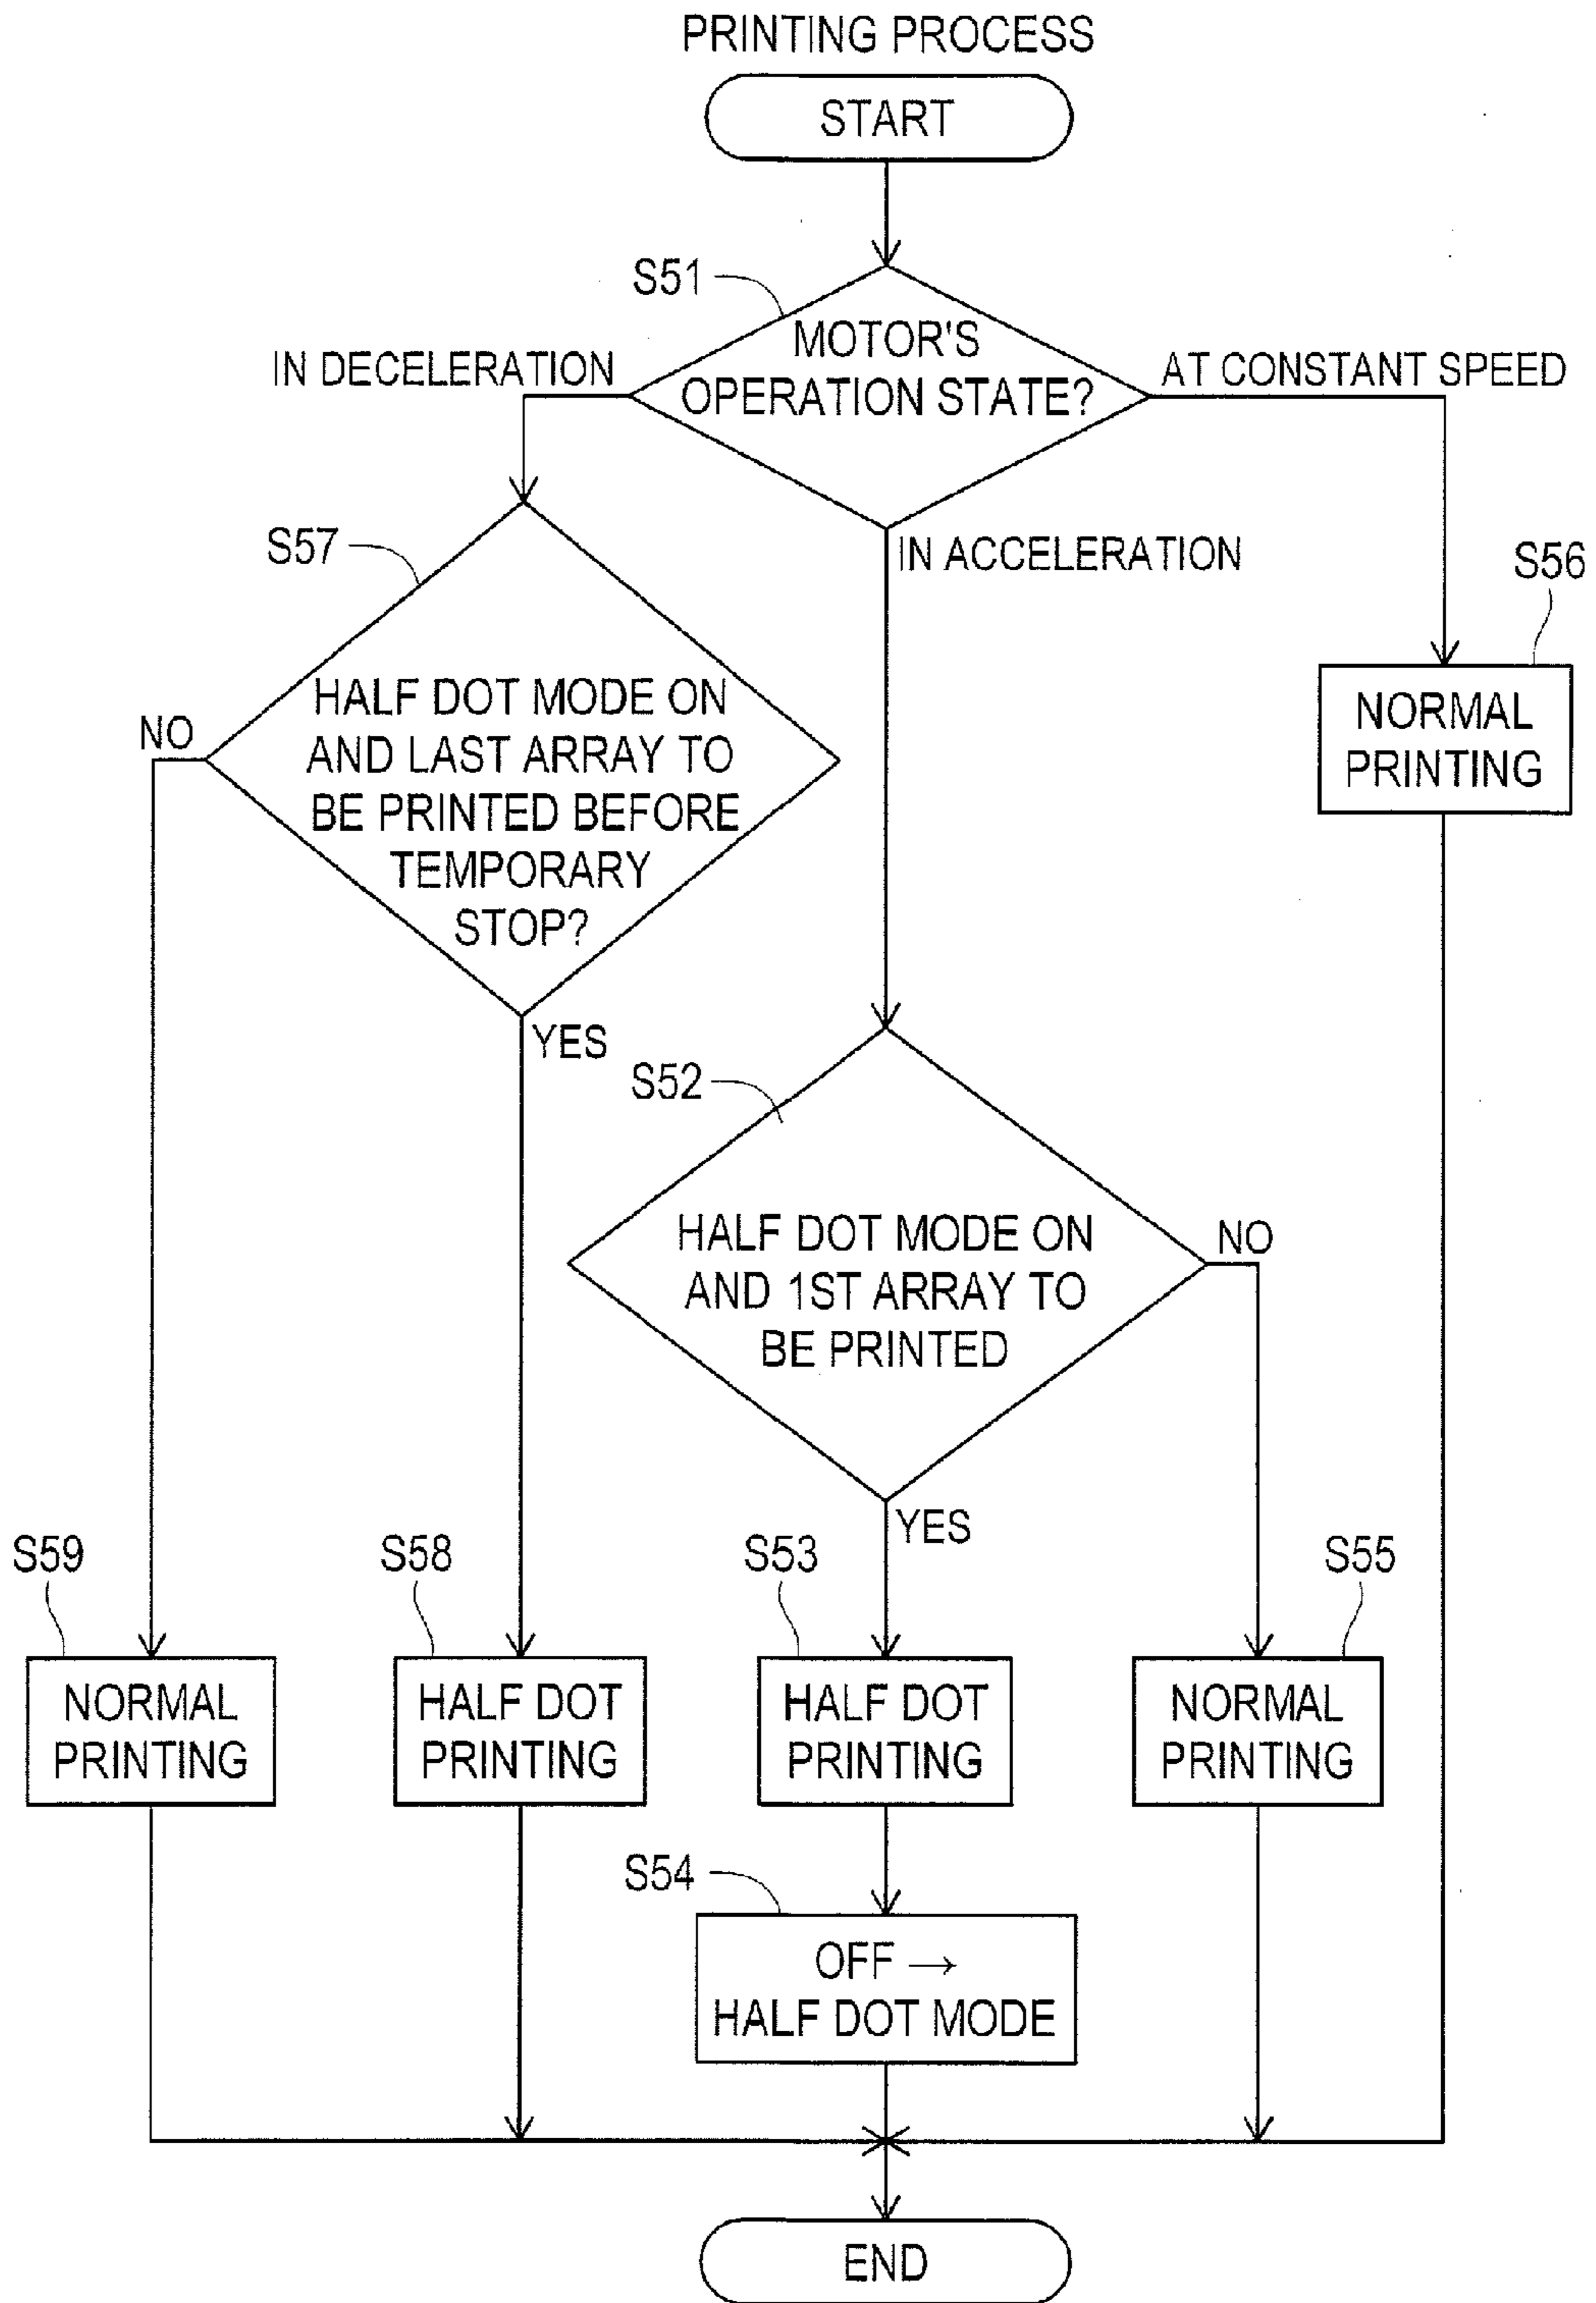 PRINTING PROCESS
START
S51
MOTOR'S
OPERATION STATE?
IN DECELERATION
AT CONSTANT SPEED
IN ACCELERATION
S57
HALF DOT MODE ON
AND LAST ARRAY TO
BE PRINTED BEFORE
TEMPORARY
STOP?
NO
YES
S56
NORMAL
PRINTING
S52
HALF DOT MODE ON
AND 1ST ARRAY TO
BE PRINTED
NO
YES
S59
NORMAL
PRINTING
S58
HALF DOT
PRINTING
S53
HALF DOT
PRINTING
S55
NORMAL
PRINTING
S54
OFF →
HALF DOT MODE
END